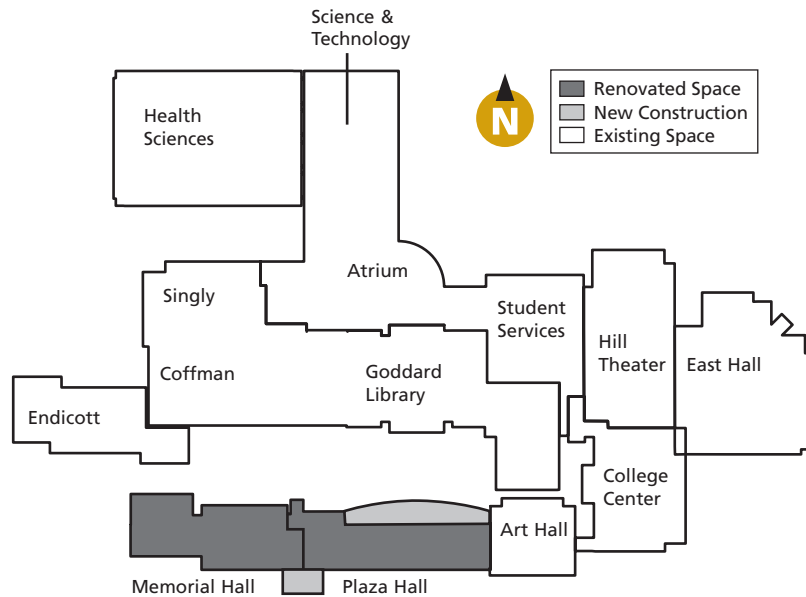 Science &
Technology
N
Renovated Space
New Construction
Existing Space
Health
Sciences
Atrium
Singly
Student
Services
Hill
Theater
East Hall
Coffman
Goddard
Library
Endicott
College
Center
Art Hall
Memorial Hall
Plaza Hall